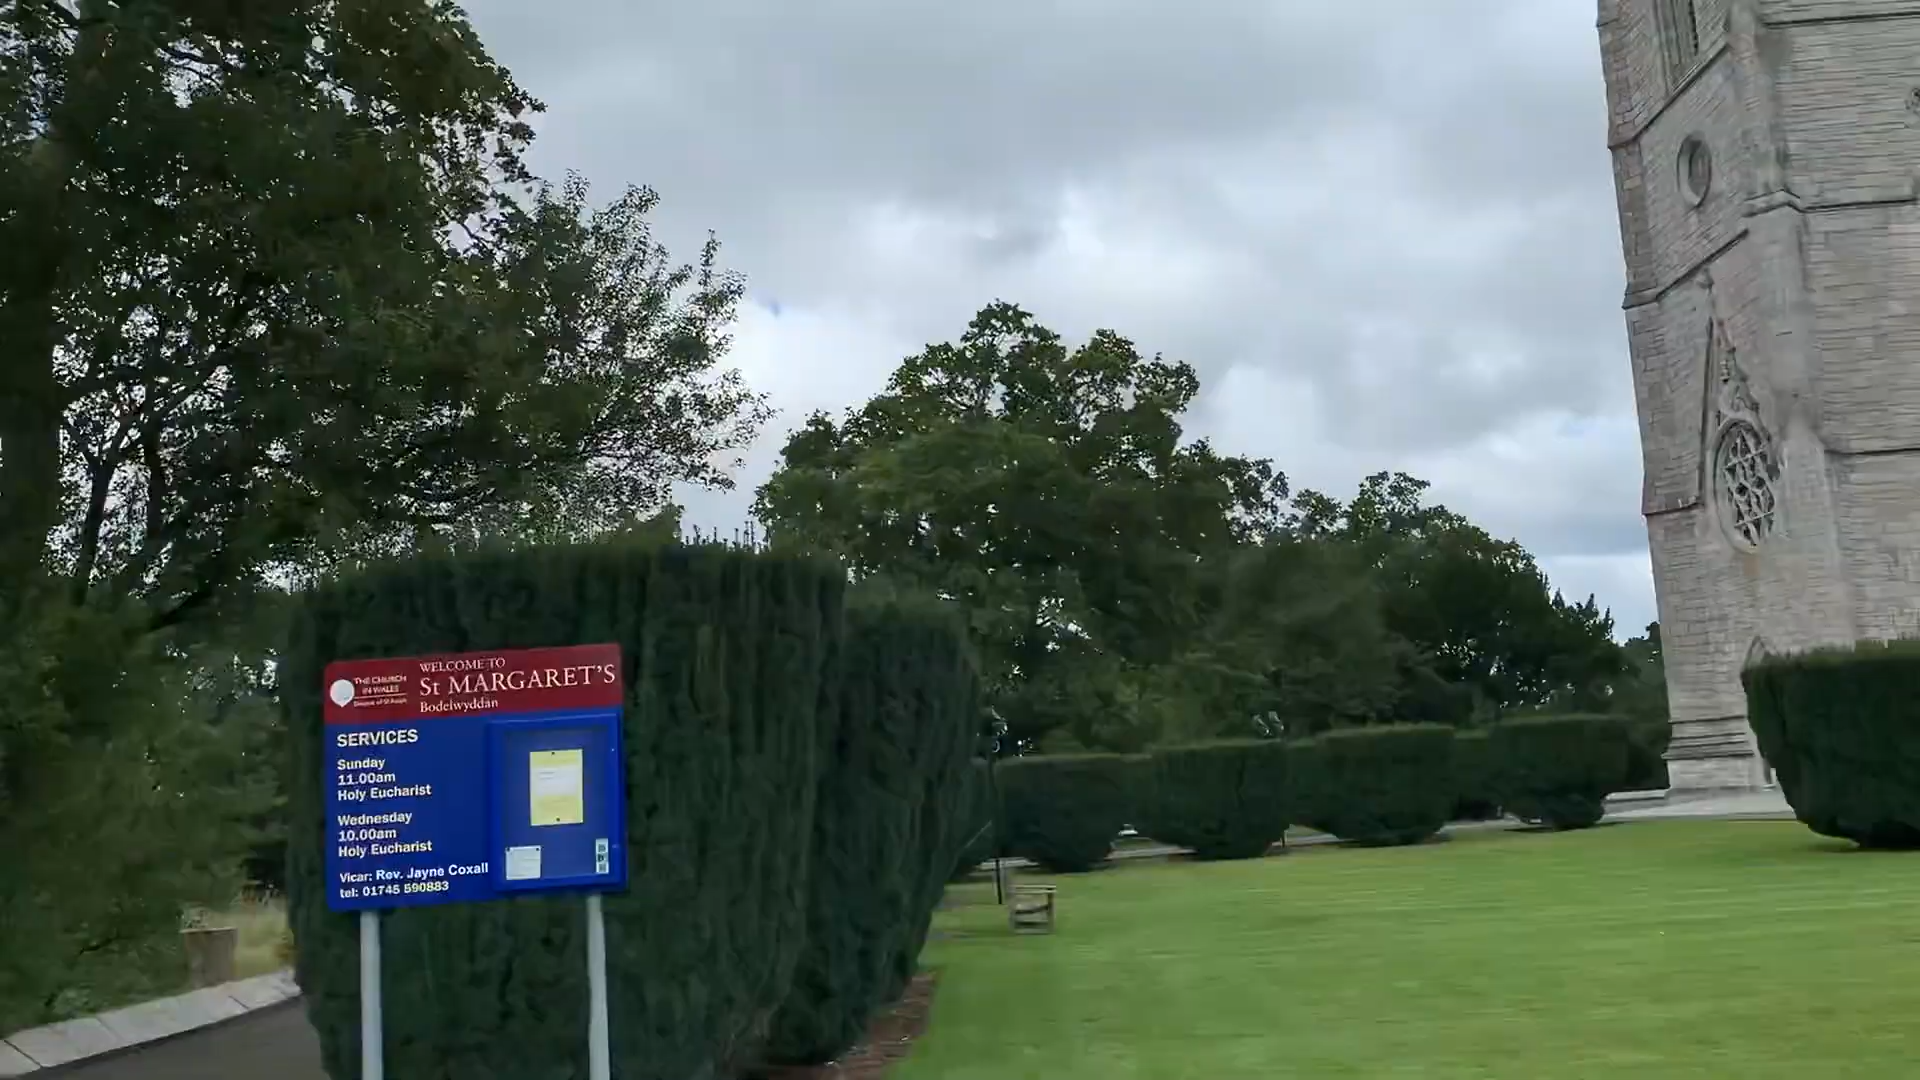 THE CHURCH
IN WALES
WELCOME TO
St MARGARET'S
Bodelwyddan
SERVICES
Sunday
11.00am
Holy Eucharist
Wednesday
10.00am
Holy Eucharist
Vicar: Rev. Jayne Coxall
tel: 01745 590883